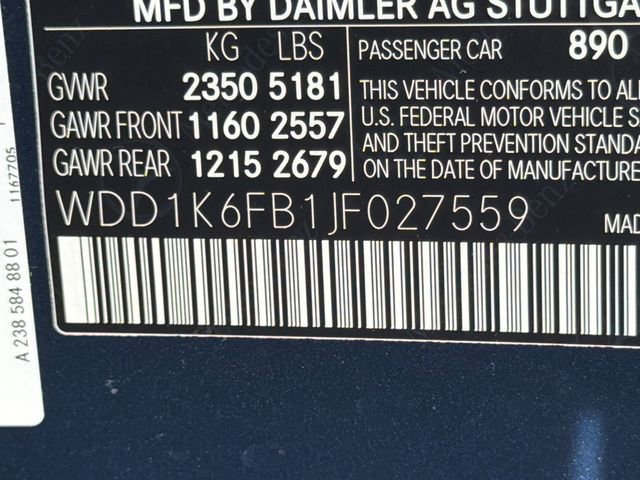 MFD BY DAIMLER AG STUTTGA
KG LBS
GVWR 2350 5181
GAWR FRONT 1160 2557
GAWR REAR 1215 2679
PASSENGER CAR 890
THIS VEHICLE CONFORMS TO ALL
U.S. FEDERAL MOTOR VEHICLE S
AND THEFT PREVENTION STANDA
ON THE DATE OF MANUFACTURE
WDD1K6FB1JF027559
MAD
1167705
A 238 584 88 01